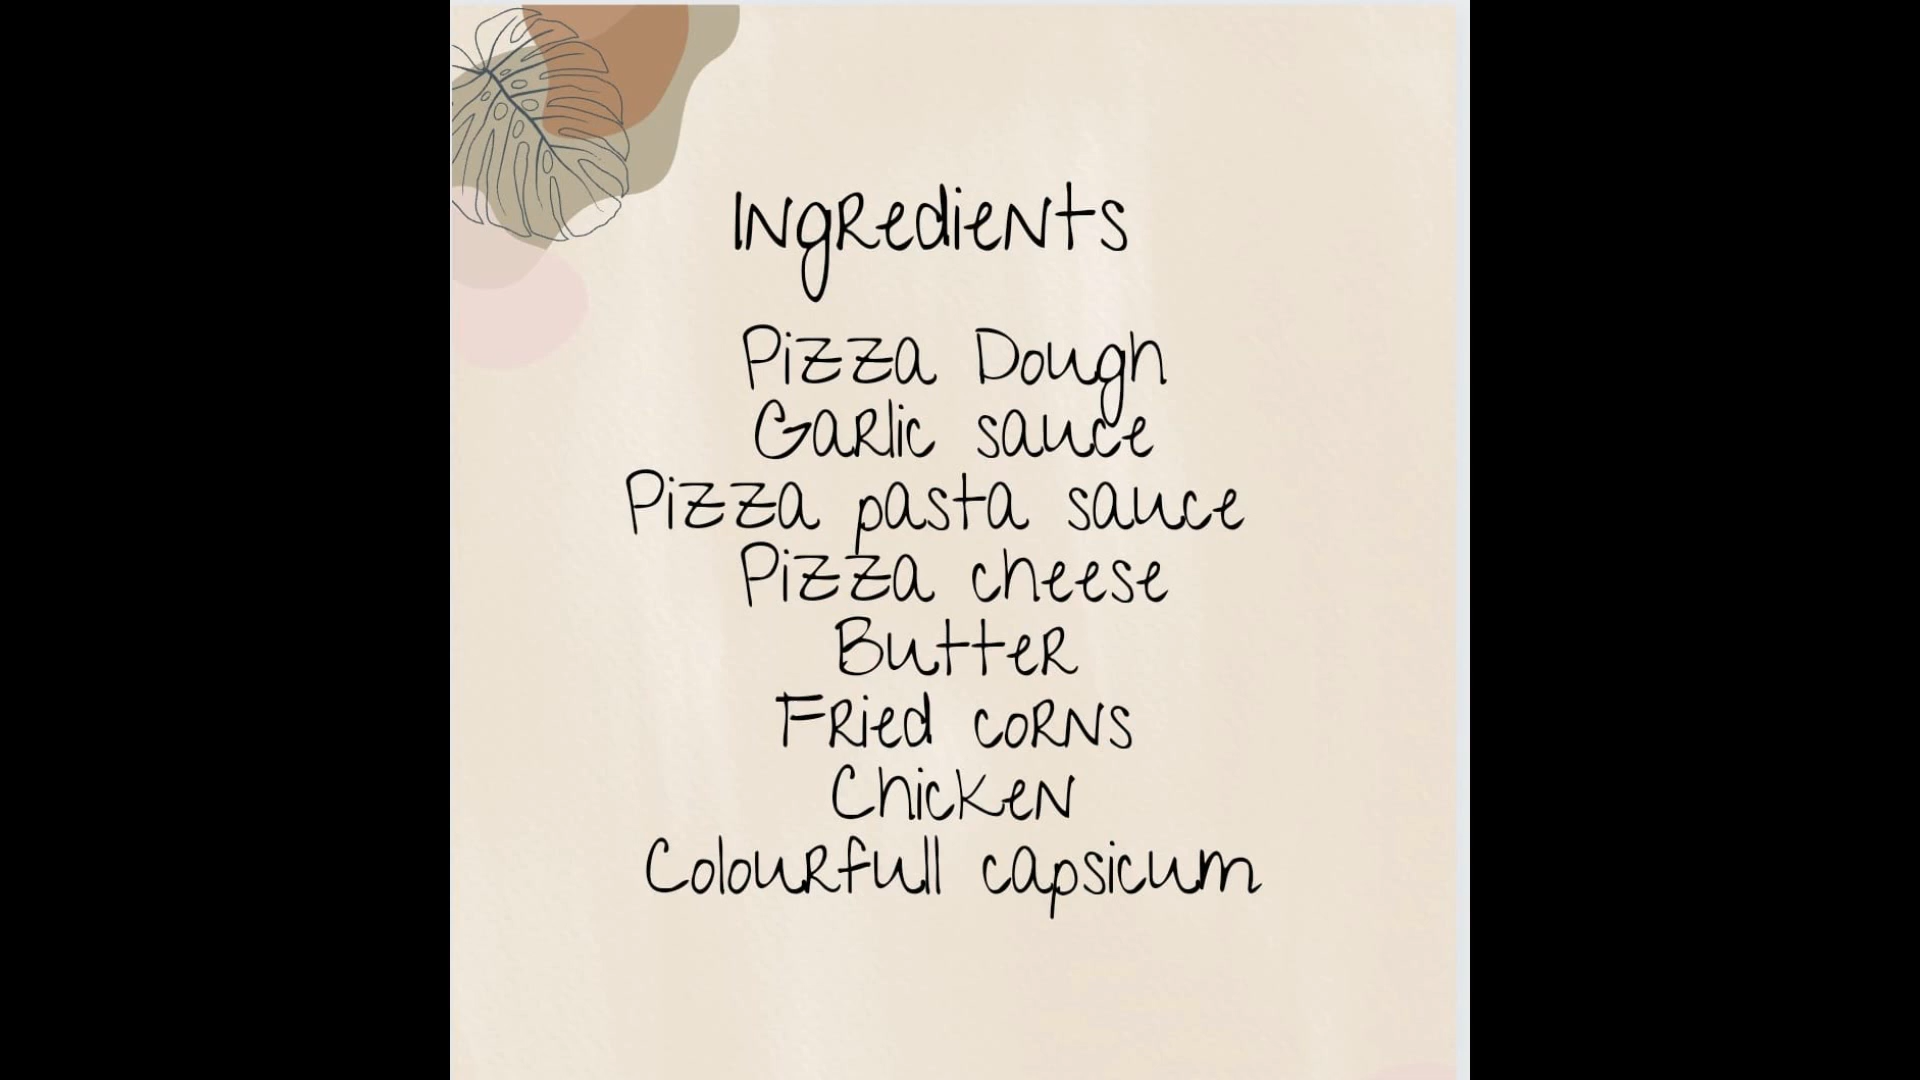 Ingredients
Pizza Dough
Garlic sauce
Pizza pasta sauce
Pizza cheese
Butter
Fried corns
Chicken
Colourfull capsicum